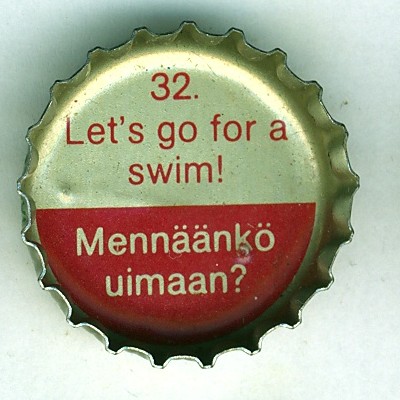 32.
Let's go for a
swim!
Mennäänkö
uimaan?